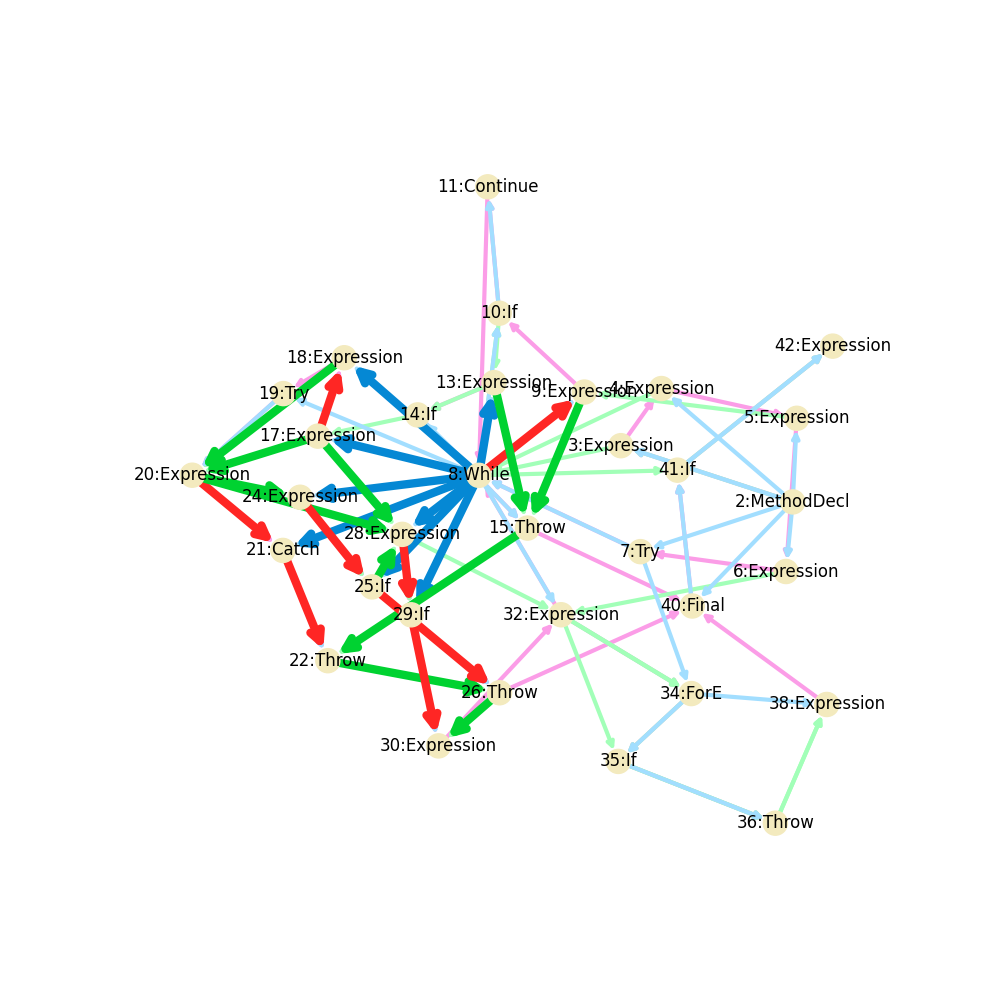 11:Continue
10:If
42:Expression
18:Expression
13:Expression
9:Expression
4:Expression
19:Try
14:If
5:Expression
17:Expression
3:Expression
20:Expression
8:While
41:If
24:Expression
2:MethodDecl
28:Expression
15:Throw
21:Catch
7:Try
6:Expression
25:If
29:If
32:Expression
40:Final
22:Throw
26:Throw
34:ForE
38:Expression
30:Expression
35:If
36:Throw